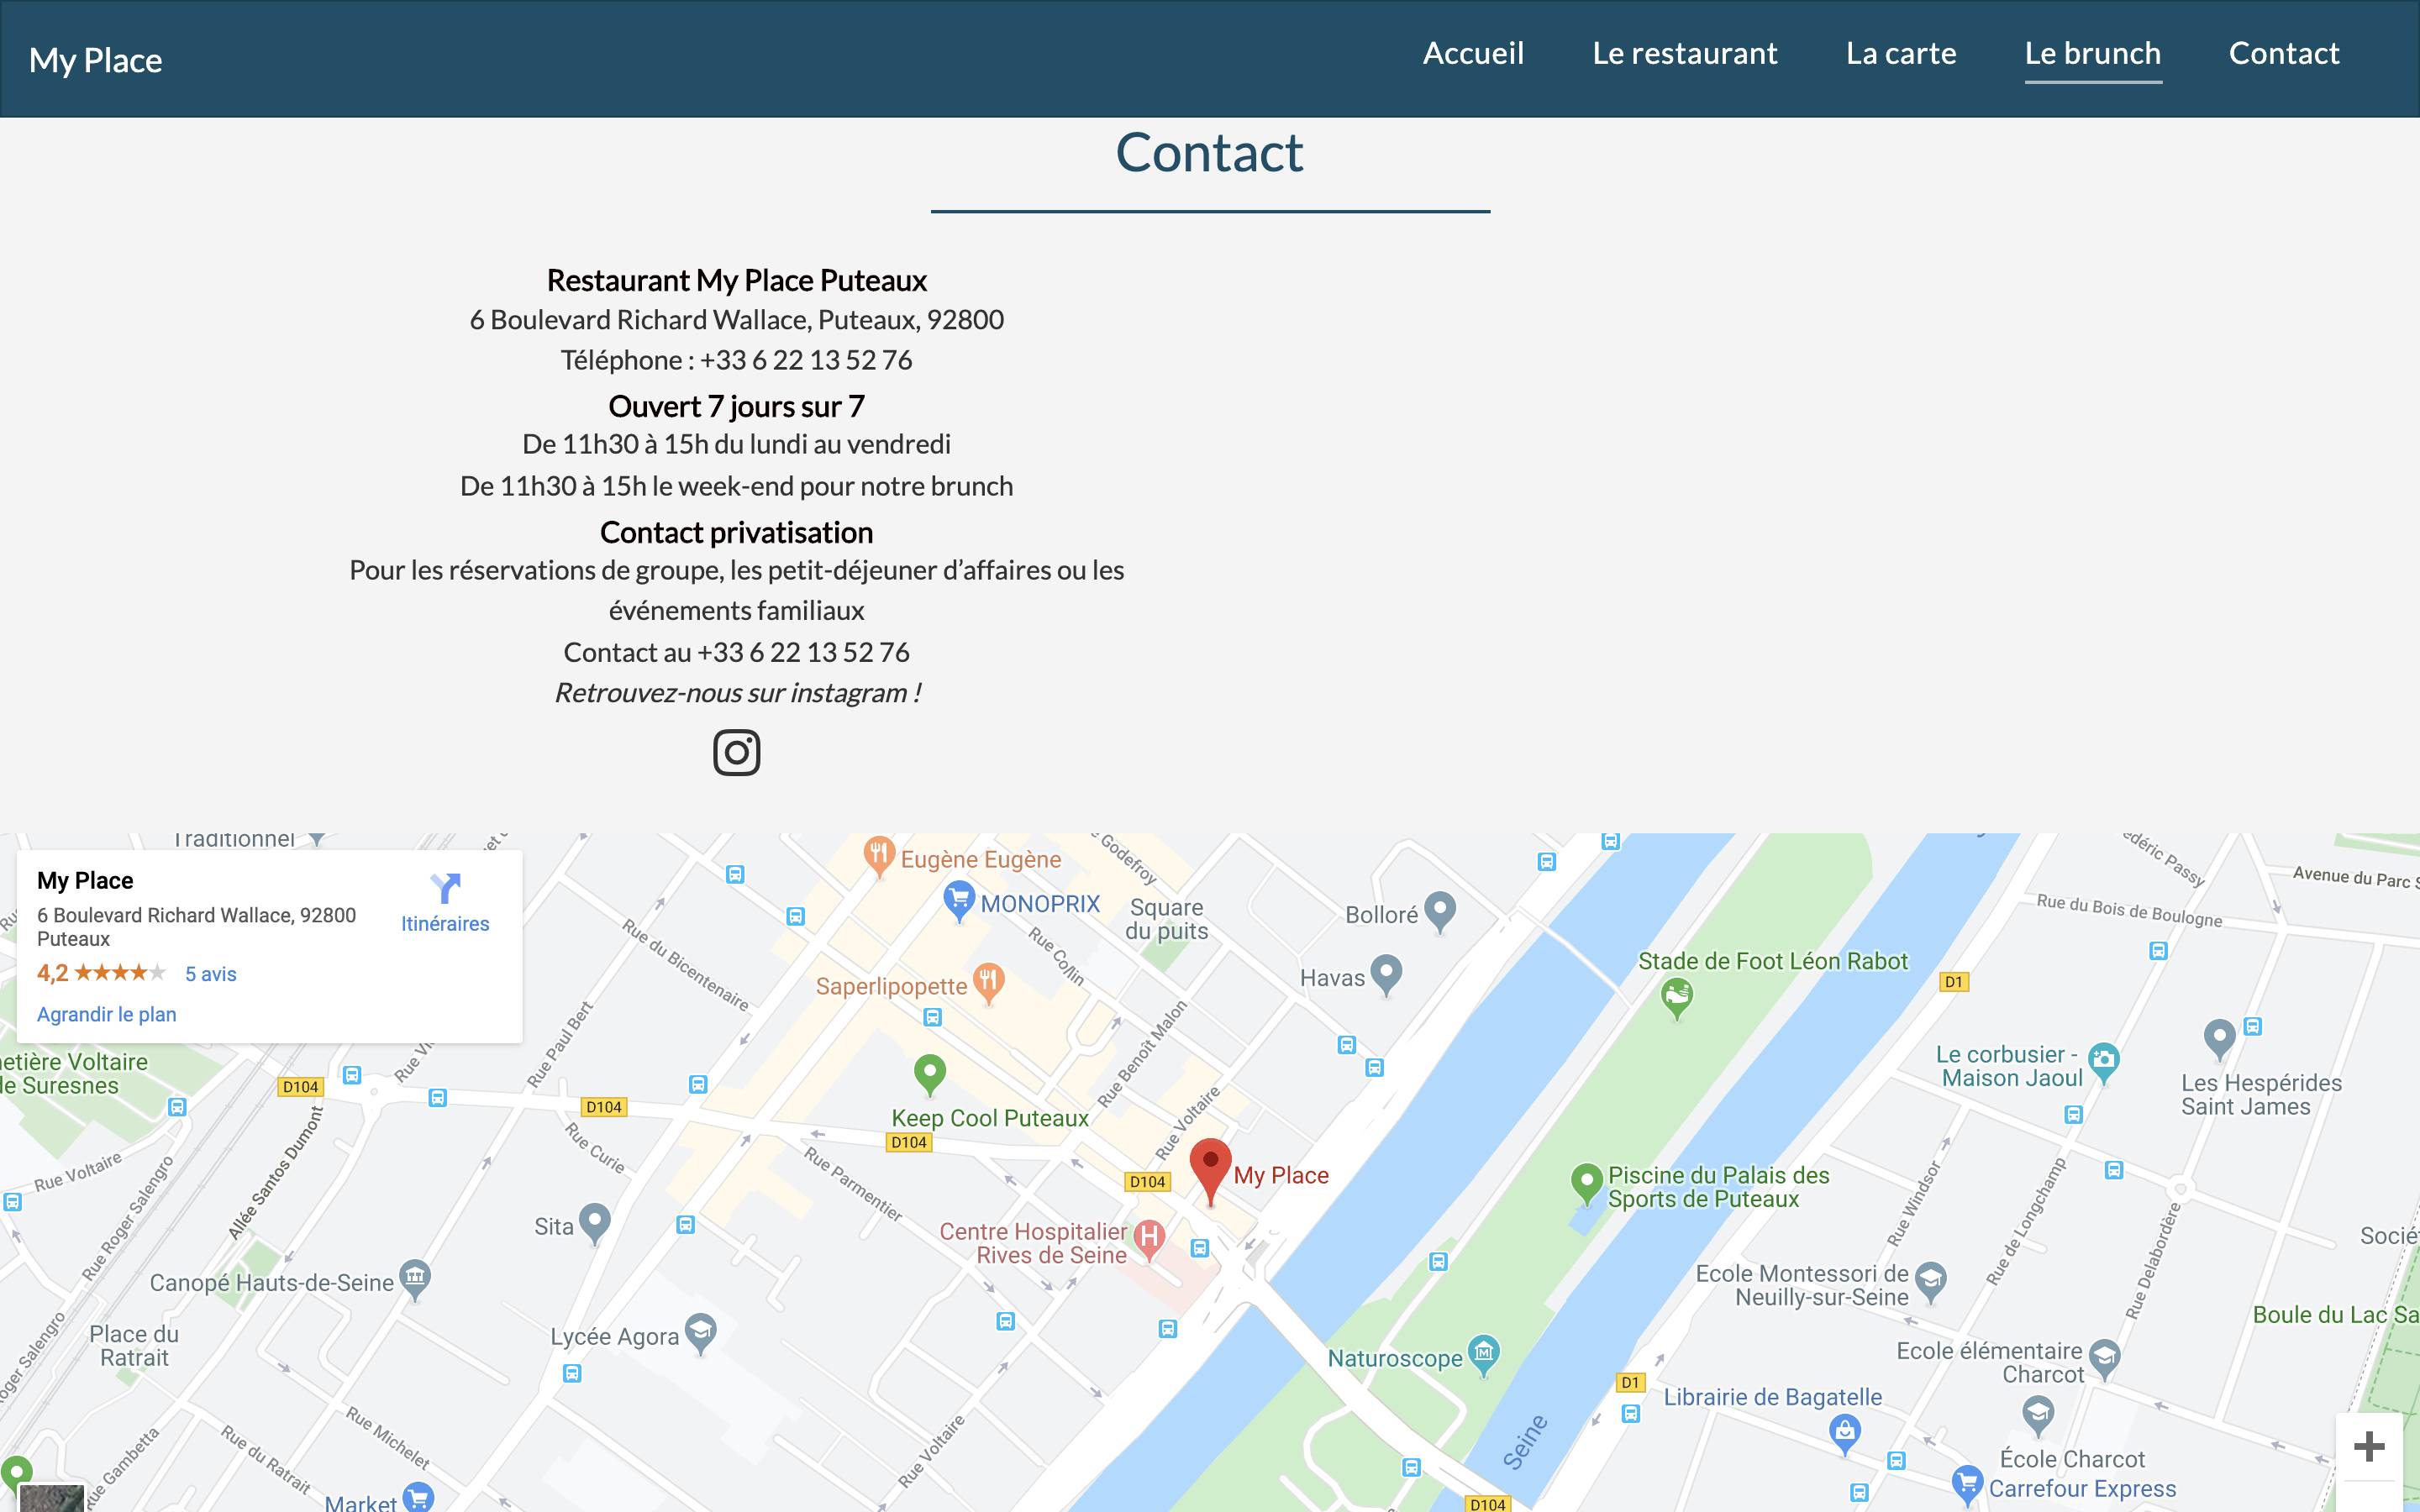 My Place
Accueil
Le restaurant
La carte
Le brunch
Contact
Contact
Restaurant My Place Puteaux
6 Boulevard Richard Wallace, Puteaux, 92800
Téléphone : +33 6 22 13 52 76
Ouvert 7 jours sur 7
De 11h30 à 15h du lundi au vendredi
De 11h30 à 15h le week-end pour notre brunch
Contact privatisation
Pour les réservations de groupe, les petit-déjeuner d’affaires ou les
événements familiaux
Contact au +33 6 22 13 52 76
Retrouvez-nous sur instagram !
Traditionnel
My Place
6 Boulevard Richard Wallace, 92800
Puteaux
Itinéraires
4,2
5 avis
Agrandir le plan
Eugène Eugène
MONOPRIX
Godefroy
Square
du puits
Bolloré
Havas
Rue du Bicentenaire
Rue Collin
Saperlipopette
Stade de Foot Léon Rabot
Rue du Bois de Boulogne
Avenue du Parc S
édéric Passy
D1
Rue Paul Bert
Rue Benoît Malon
Le corbusier -
Maison Jaoul
Les Hespérides
Saint James
etière Voltaire
de Suresnes
D104
D104
Keep Cool Puteaux
D104
Rue Voltaire
Rue Curie
Rue Parmentier
D104
My Place
Piscine du Palais des
Sports de Puteaux
Rue Voltaire
Rue Roger Salengro
Allée Santos Dumont
Sita
Centre Hospitalier
Rives de Seine
H
Rue Windsor
Rue de Longchamp
Rue Delabordère
Socié
Canopé Hauts-de-Seine
Ecole Montessori de
Neuilly-sur-Seine
Boule du Lac Sa
Place du
Ratrait
Lycée Agora
Naturoscope
Ecole élémentaire
Charcot
D1
Librairie de Bagatelle
Roger Salengro
Rue Michelet
Rue du Ratrait
Rue Gambetta
Rue Voltaire
Seine
École Charcot
Carrefour Express
Market
D104
+